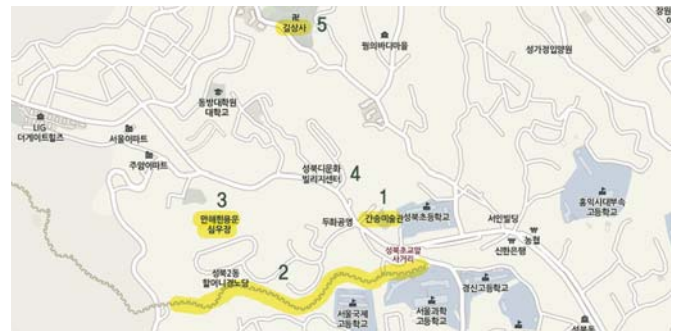 5
길상사
꿩의바다마을
성가정입양원
동방대학원
대학교
LIG
더게이트힐즈
서울아파트
주암아파트
성북다문화
빌리지센터
4
3
만해한용운
심우장
1
간송미술관
성북초등학교
두화공영
서인빌딩
홍익사대부속
고등학교
농협
신한은행
성북초교앞
사거리
성북2동
할머니경노당
2
서울국제
고등학교
서울과학
고등학교
경신고등학교